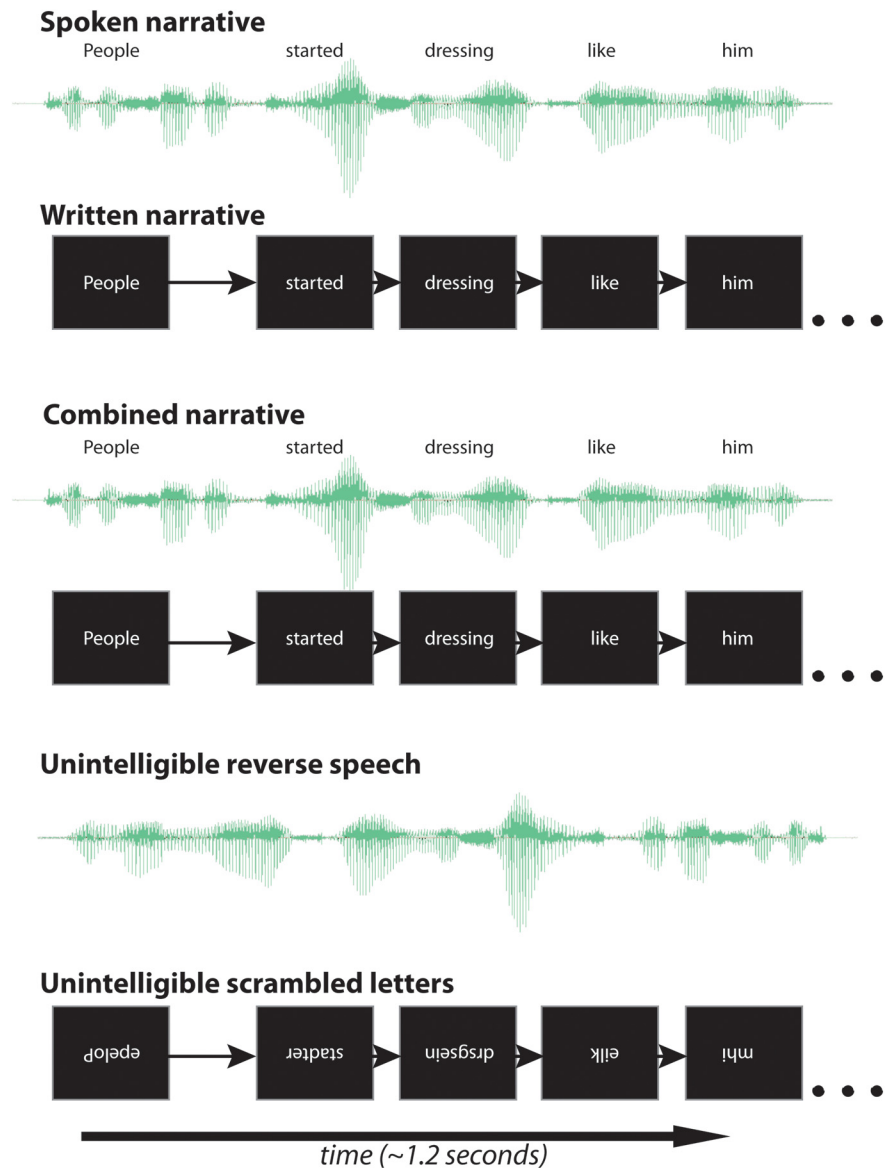 Spoken narrative
People started dressing like him
Written narrative
People started dressing like him
Combined narrative
People started dressing like him
People started dressing like him
Unintelligible reverse speech
Unintelligible scrambled letters
stadter drsgsein eilk mhi
time (~1.2 seconds)